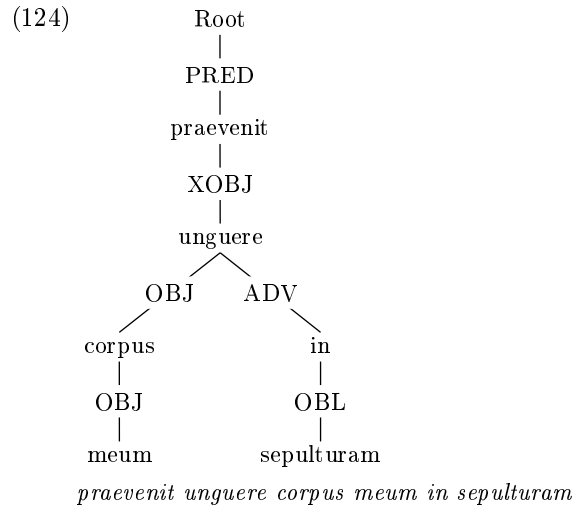 (124) Root
PRED
praevenit
XOBJ
unguere
OBJ ADV
corpus in
OBJ OBL
meum sepulturam
praevenit unguere corpus meum in sepulturam